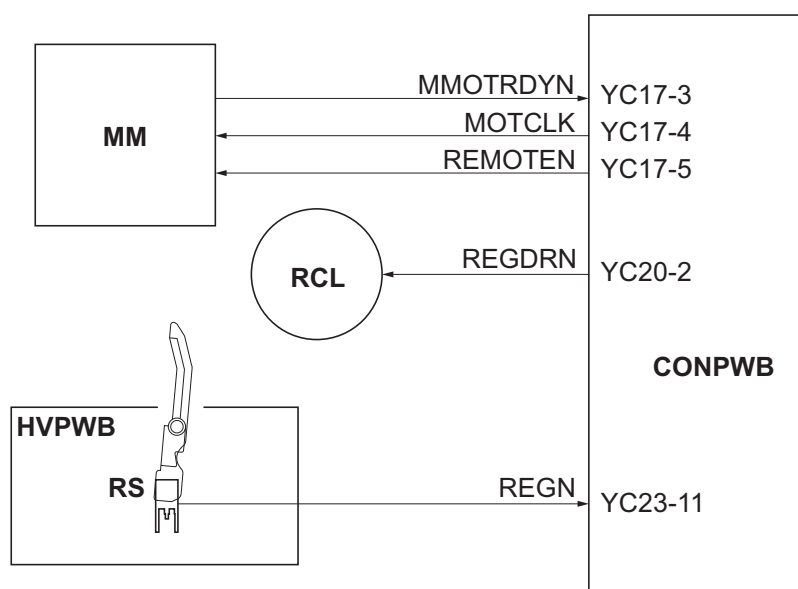 MM
MMOTRDYN
YC17-3
MOTCLK
YC17-4
REMOTEN
YC17-5
RCL
REGDRN
YC20-2
CONPWB
HVPWB
RS
REGN
YC23-11